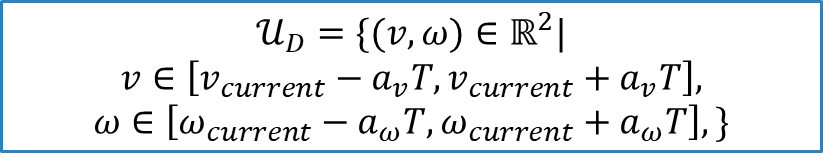 𝒰_D = {(v, ω) ∈ ℝ²|
v ∈ [v_current − a_v T, v_current + a_v T],
ω ∈ [ω_current − a_ω T, ω_current + a_ω T],}